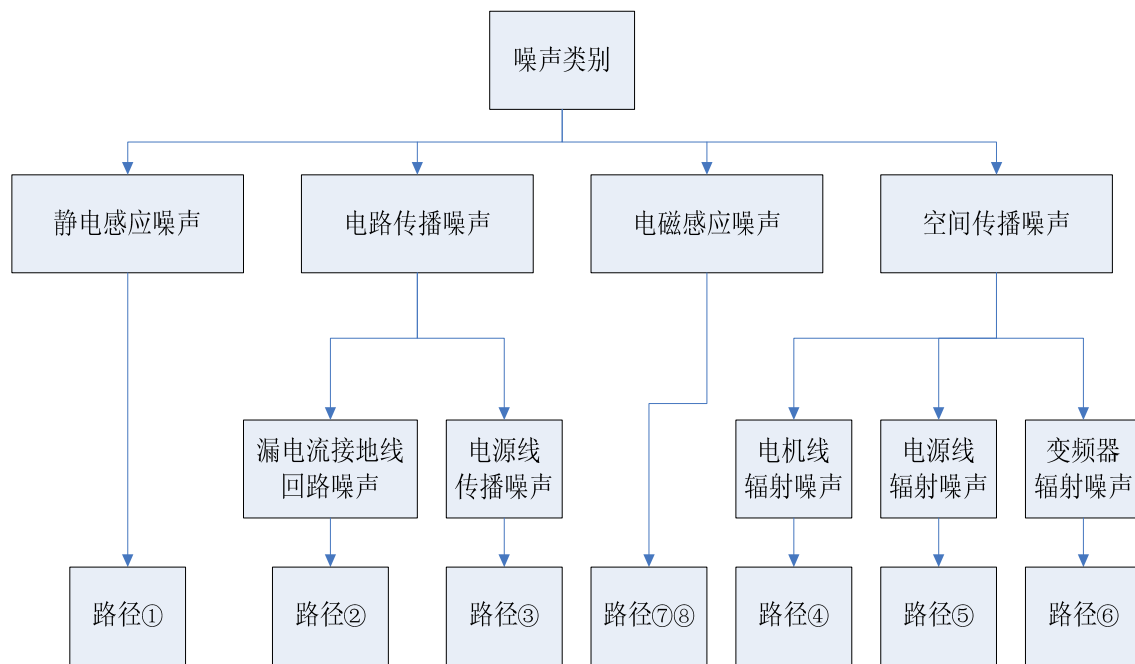 噪声类别
静电感应噪声
电路传播噪声
电磁感应噪声
空间传播噪声
漏电流接地线
回路噪声
电源线
传播噪声
电机线
辐射噪声
电源线
辐射噪声
变频器
辐射噪声
路径①
路径②
路径③
路径⑦⑧
路径④
路径⑤
路径⑥